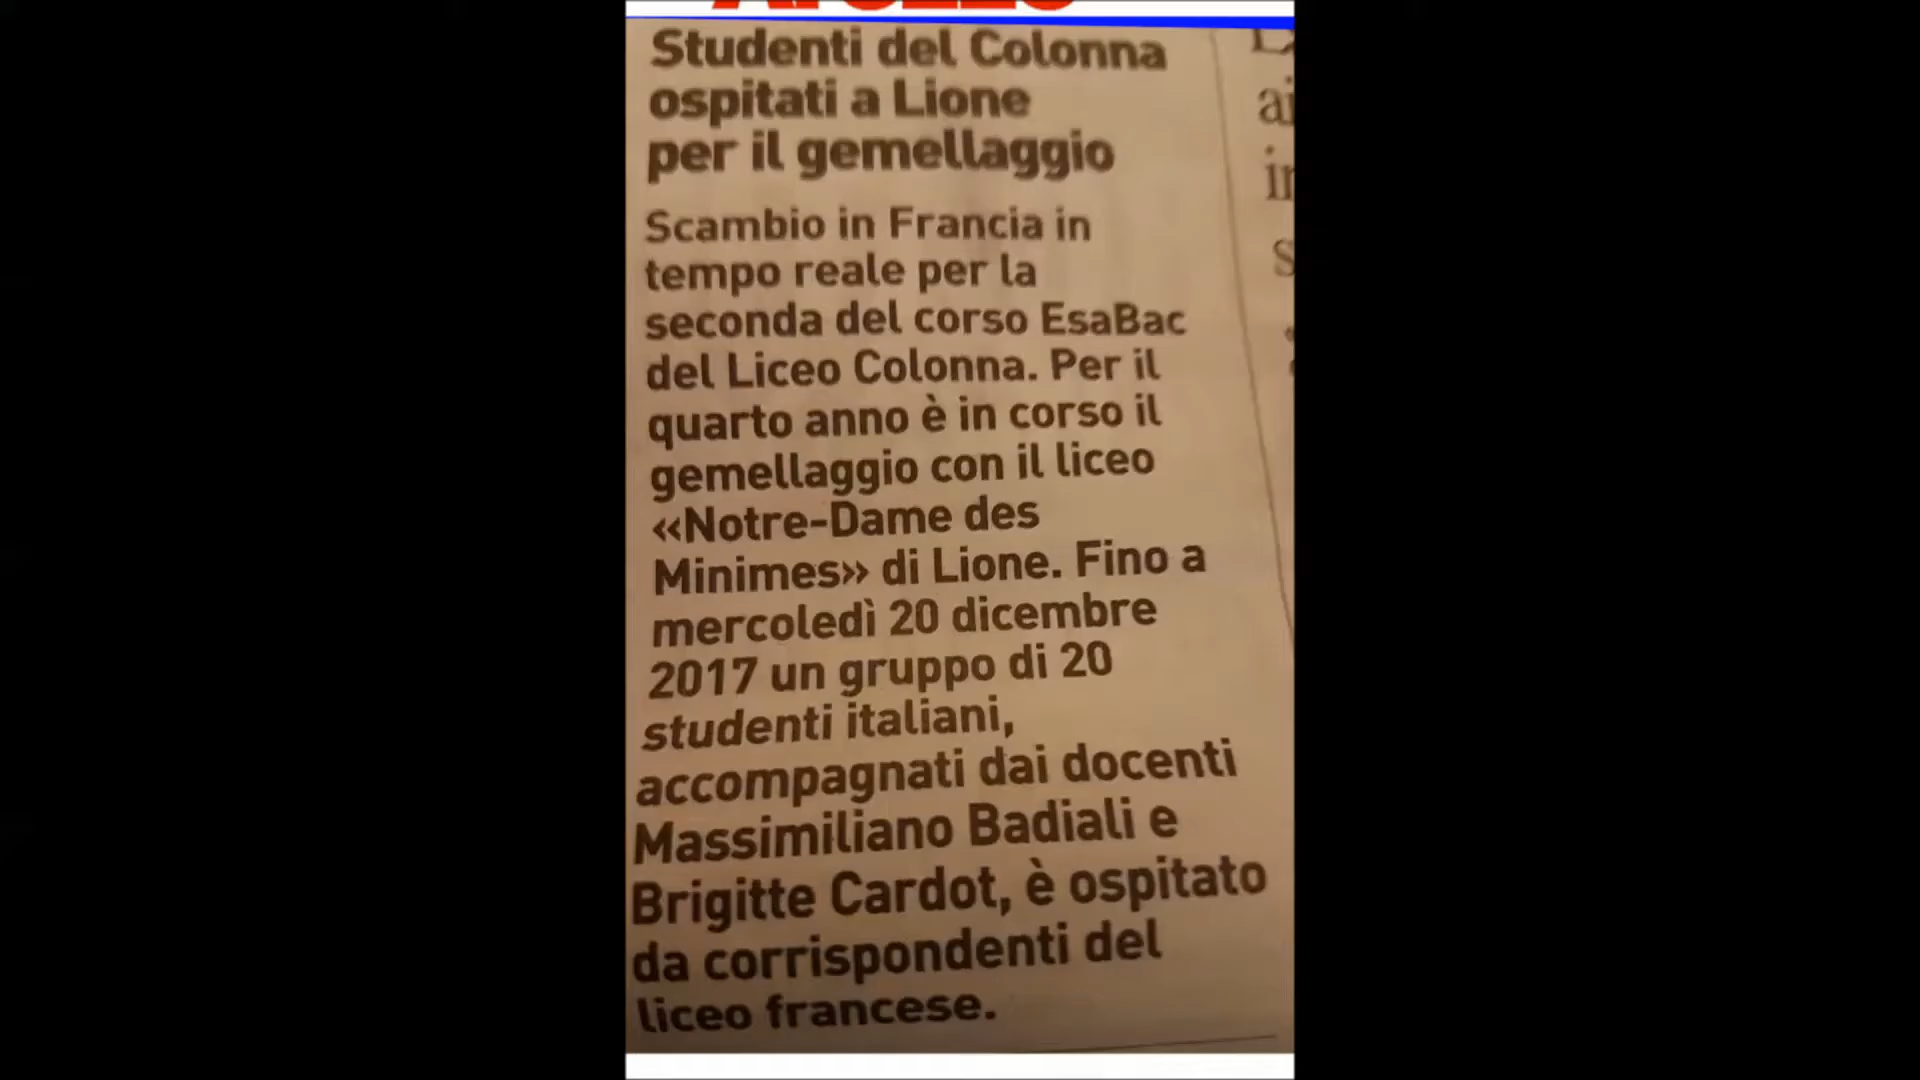 Studenti del Colonna
ospitati a Lione
per il gemellaggio
Scambio in Francia in
tempo reale per la
seconda del corso EsaBac
del Liceo Colonna. Per il
quarto anno è in corso il
gemellaggio con il liceo
«Notre-Dame des
Minimes» di Lione. Fino a
mercoledì 20 dicembre
2017 un gruppo di 20
studenti italiani,
accompagnati dai docenti
Massimiliano Badiali e
Brigitte Cardot, è ospitato
da corrispondenti del
liceo francese.